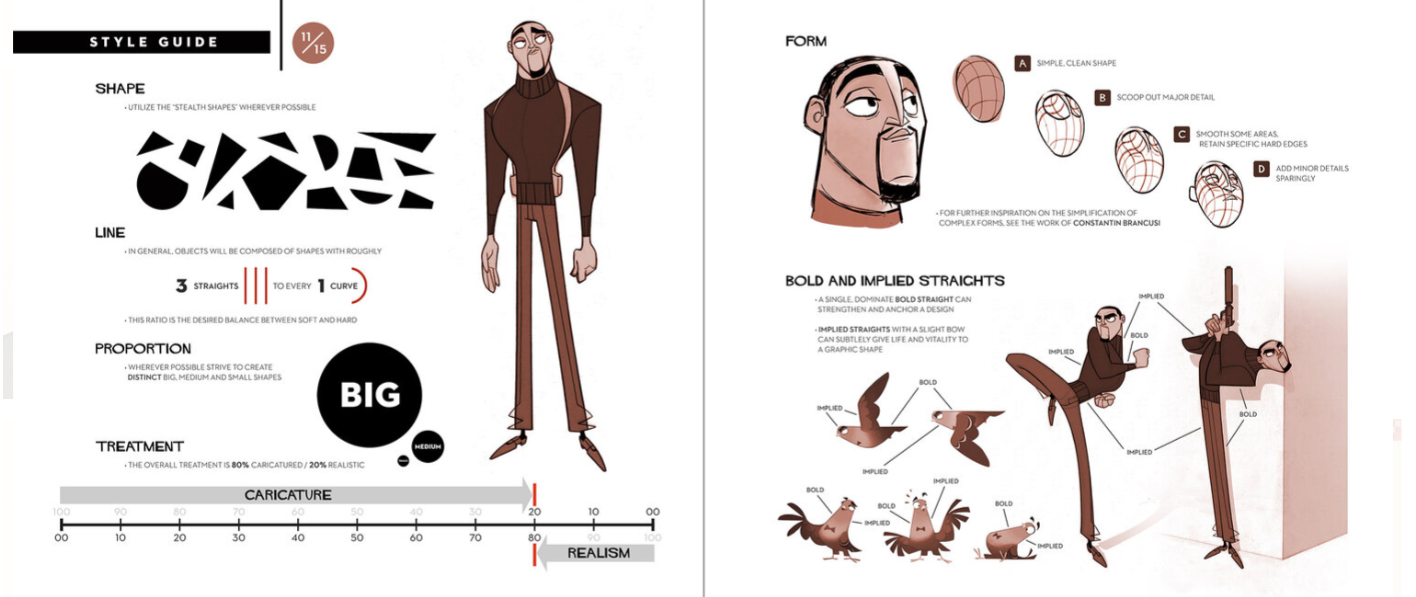 STYLE GUIDE
11/15
SHAPE
• UTILIZE THE "STEALTH SHAPES" WHEREVER POSSIBLE
LINE
• IN GENERAL, OBJECTS WILL BE COMPOSED OF SHAPES WITH ROUGHLY
3 STRAIGHTS TO EVERY 1 CURVE
• THIS RATIO IS THE DESIRED BALANCE BETWEEN SOFT AND HARD
PROPORTION
• WHEREVER POSSIBLE STRIVE TO CREATE
DISTINCT BIG, MEDIUM AND SMALL SHAPES
BIG
MEDIUM
TREATMENT
• THE OVERALL TREATMENT IS 80% CARICATURED / 20% REALISTIC
CARICATURE
100 90 80 70 60 50 40 30 20 10 00
00 10 20 30 40 50 60 70 80 90 100
REALISM
FORM
A SIMPLE, CLEAN SHAPE
B SCOOP OUT MAJOR DETAIL
C SMOOTH SOME AREAS,
RETAIN SPECIFIC HARD EDGES
D ADD MINOR DETAILS
SPARINGLY
• FOR FURTHER INSPIRATION ON THE SIMPLIFICATION OF
COMPLEX FORMS, SEE THE WORK OF CONSTANTIN BRANCUSI
BOLD AND IMPLIED STRAIGHTS
• A SINGLE, DOMINATE BOLD STRAIGHT CAN
STRENGTHEN AND ANCHOR A DESIGN
• IMPLIED STRAIGHTS WITH A SLIGHT BOW
CAN SUBTLELY GIVE LIFE AND VITALITY TO
A GRAPHIC SHAPE
IMPLIED
BOLD
IMPLIED
BOLD
IMPLIED
BOLD
IMPLIED
IMPLIED
IMPLIED
BOLD
IMPLIED
BOLD
IMPLIED
BOLD
IMPLIED